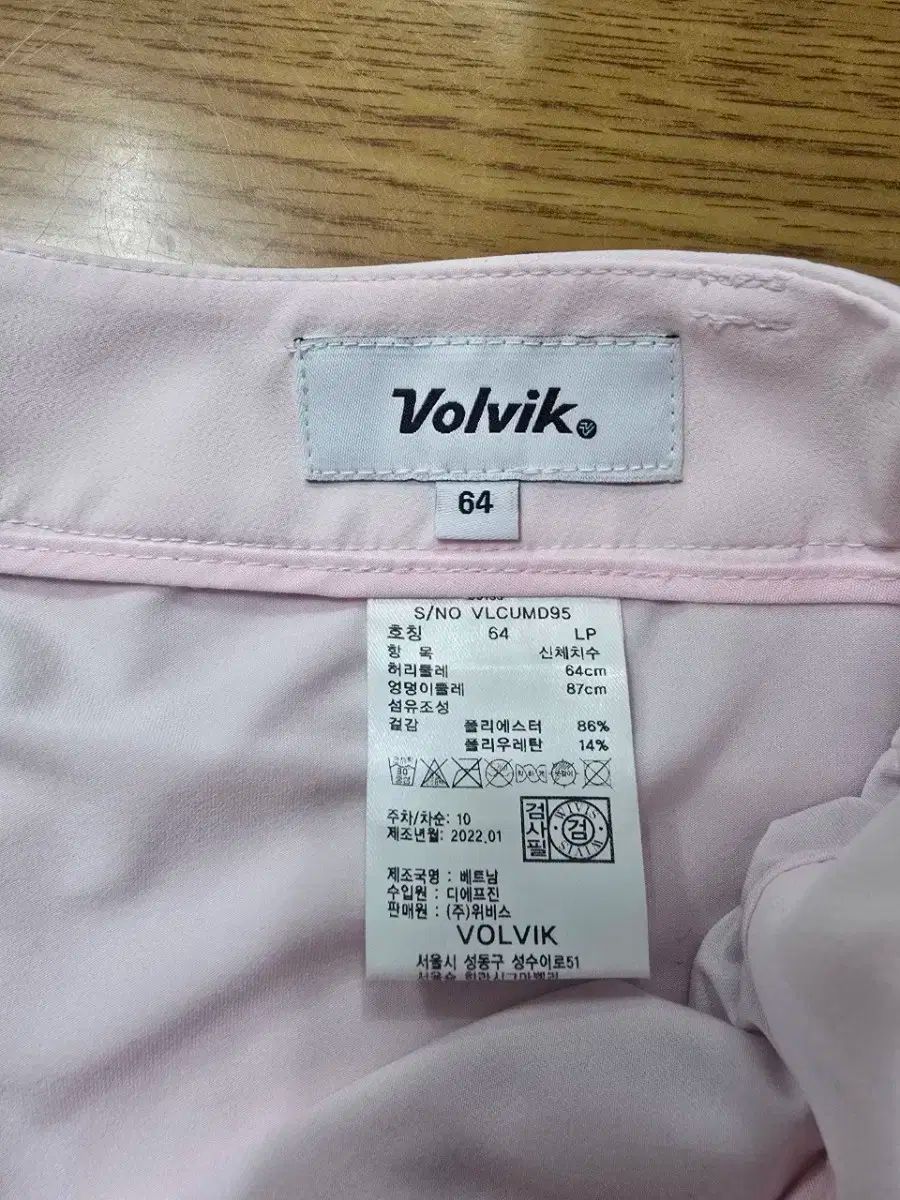 Volvik
64
S/NO VLCUMD95
호칭 64 LP
항 목 신체치수
허리둘레 64cm
엉덩이둘레 87cm
섬유조성
겉감 폴리에스터 86%
폴리우레탄 14%
주차/차순: 10
제조년월: 2022.01
검사필
검
WIVIS WIVIS
제조국명 : 베트남
수입원 : 디에프진
판매원 : (주)위비스
VOLVIK
서울시 성동구 성수이로51